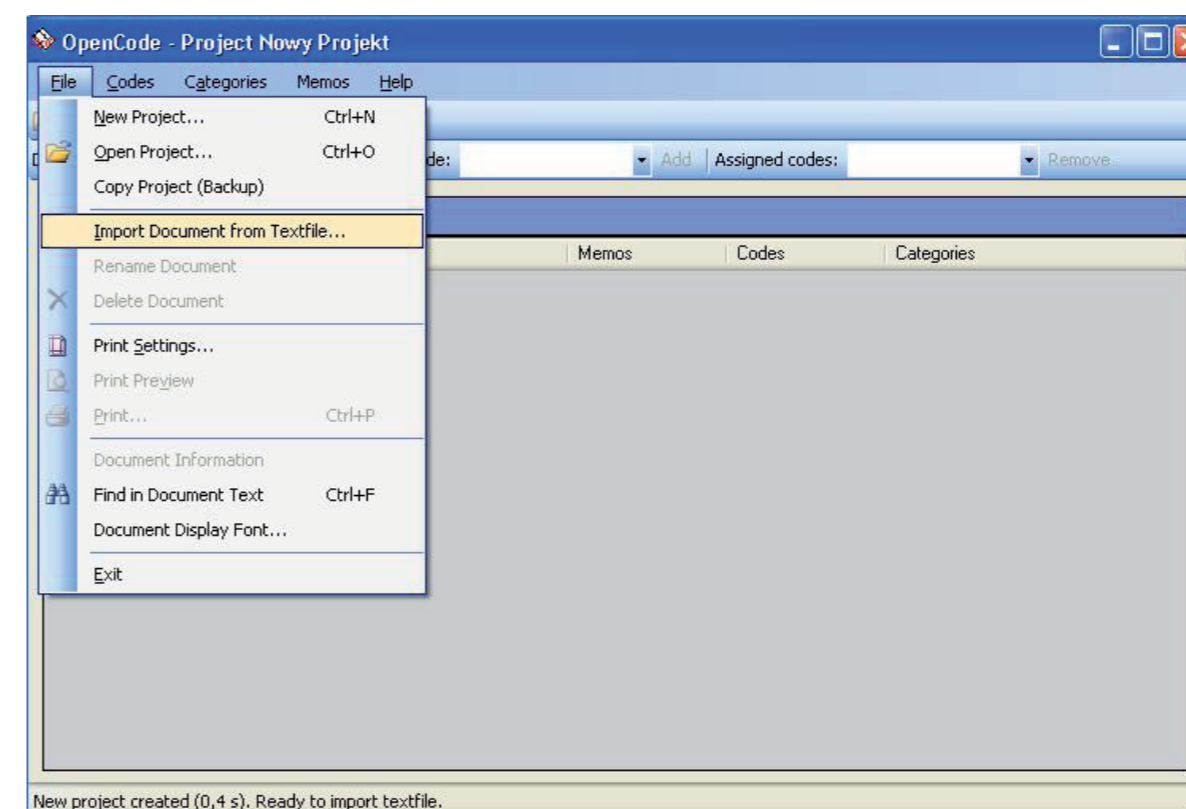 OpenCode - Project Nowy Projekt
File Codes Categories Memos Help
New Project... Ctrl+N
Open Project... Ctrl+O
de: Add Assigned codes: Remove
Copy Project (Backup)
Import Document from Textfile...
Memos Codes Categories
Rename Document
Delete Document
Print Settings...
Print Preview
Print... Ctrl+P
Document Information
Find in Document Text Ctrl+F
Document Display Font...
Exit
New project created (0,4 s). Ready to import textfile.